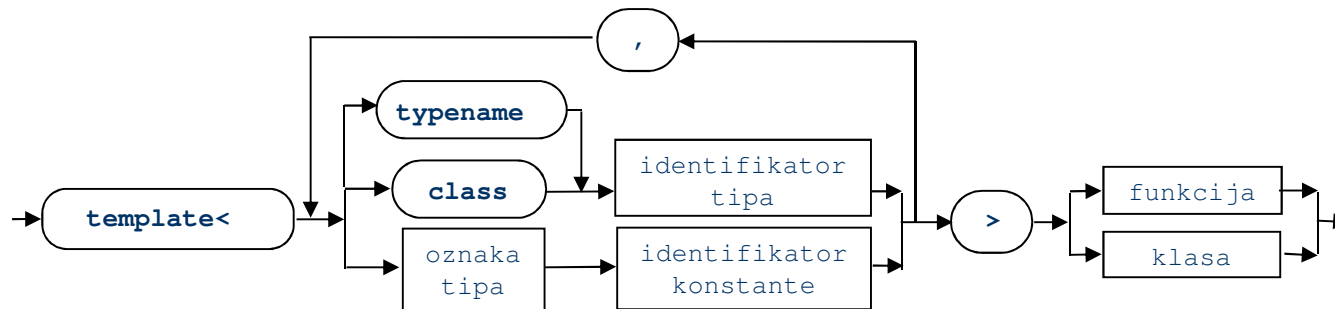 ,
typename
class
identifikator
tipa
template<
>
funkcija
klasa
oznaka
tipa
identifikator
konstante